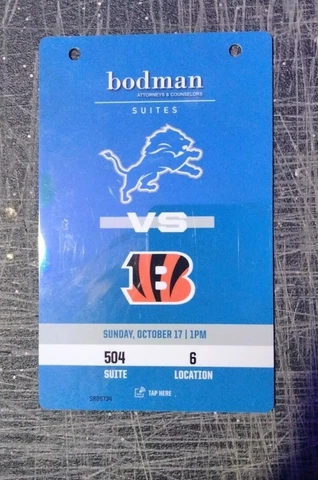 bodman
ATTORNEYS & COUNSELORS
SUITES
VS
B
SUNDAY, OCTOBER 17 | 1PM
504 6
SUITE LOCATION
TAP HERE